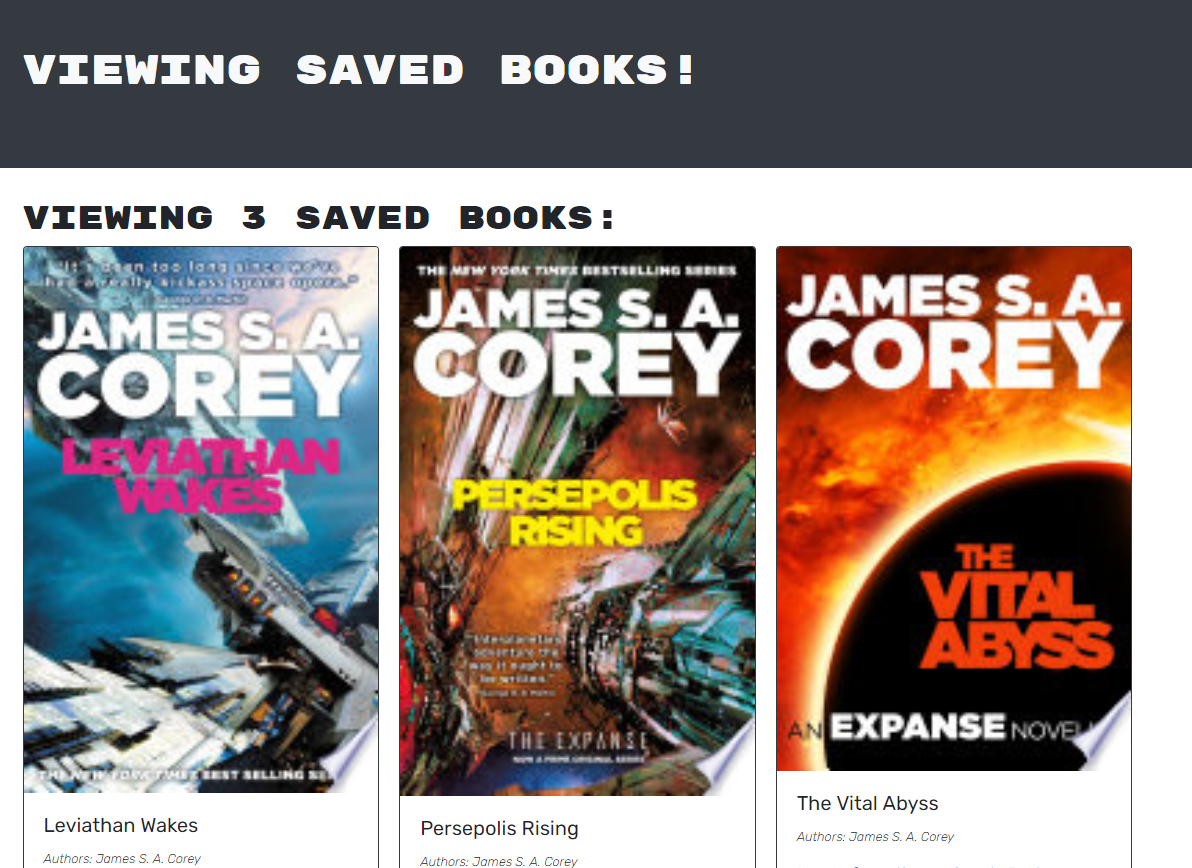 VIEWING SAVED BOOKS!
VIEWING 3 SAVED BOOKS:
"It's been too long since we've
had a really kickass space opera."
George R. R. Martin
JAMES S. A.
COREY
LEVIATHAN
WAKES
THE NEW YORK TIMES BEST SELLING
Leviathan Wakes
Authors: James S. A. Corey
THE NEW YORK TIMES BESTSELLING SERIES
JAMES S. A.
COREY
PERSEPOLIS
RISING
"Interplanetary
adventure the
way it ought to
be written."
George R. R. Martin
THE EXPANSE
NOW A PRIME ORIGINAL SERIES
Persepolis Rising
Authors: James S. A. Corey
JAMES S. A.
COREY
THE
VITAL
ABYSS
AN EXPANSE NOVELL
The Vital Abyss
Authors: James S. A. Corey